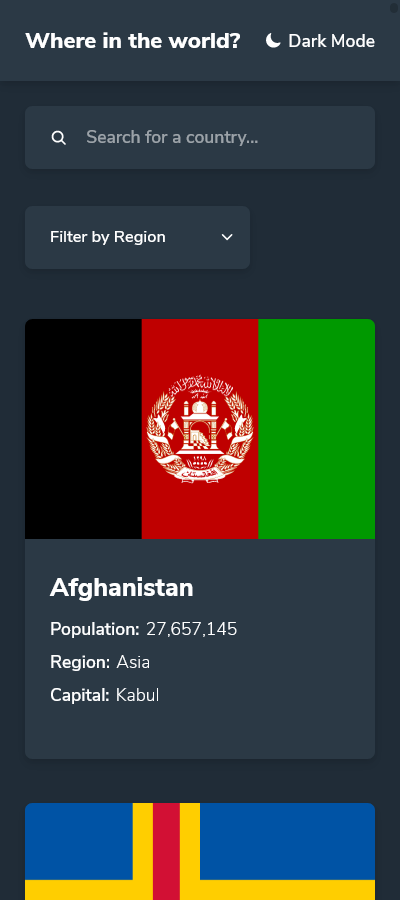 Where in the world?
Dark Mode
Search for a country...
Filter by Region
Afghanistan
Population: 27,657,145
Region: Asia
Capital: Kabul